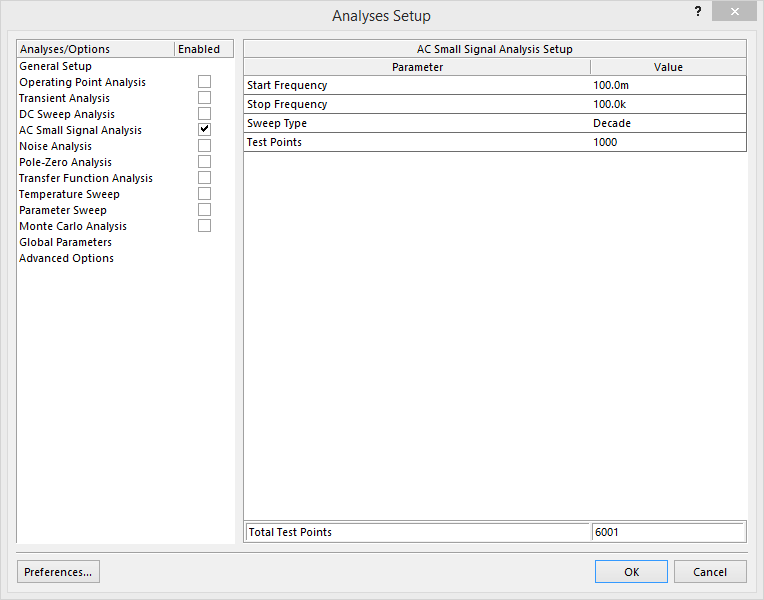 Analyses Setup
?
Analyses/Options Enabled
General Setup
Operating Point Analysis
Transient Analysis
DC Sweep Analysis
AC Small Signal Analysis
Noise Analysis
Pole-Zero Analysis
Transfer Function Analysis
Temperature Sweep
Parameter Sweep
Monte Carlo Analysis
Global Parameters
Advanced Options
AC Small Signal Analysis Setup
Parameter Value
Start Frequency 100.0m
Stop Frequency 100.0k
Sweep Type Decade
Test Points 1000
Total Test Points 6001
Preferences... OK Cancel